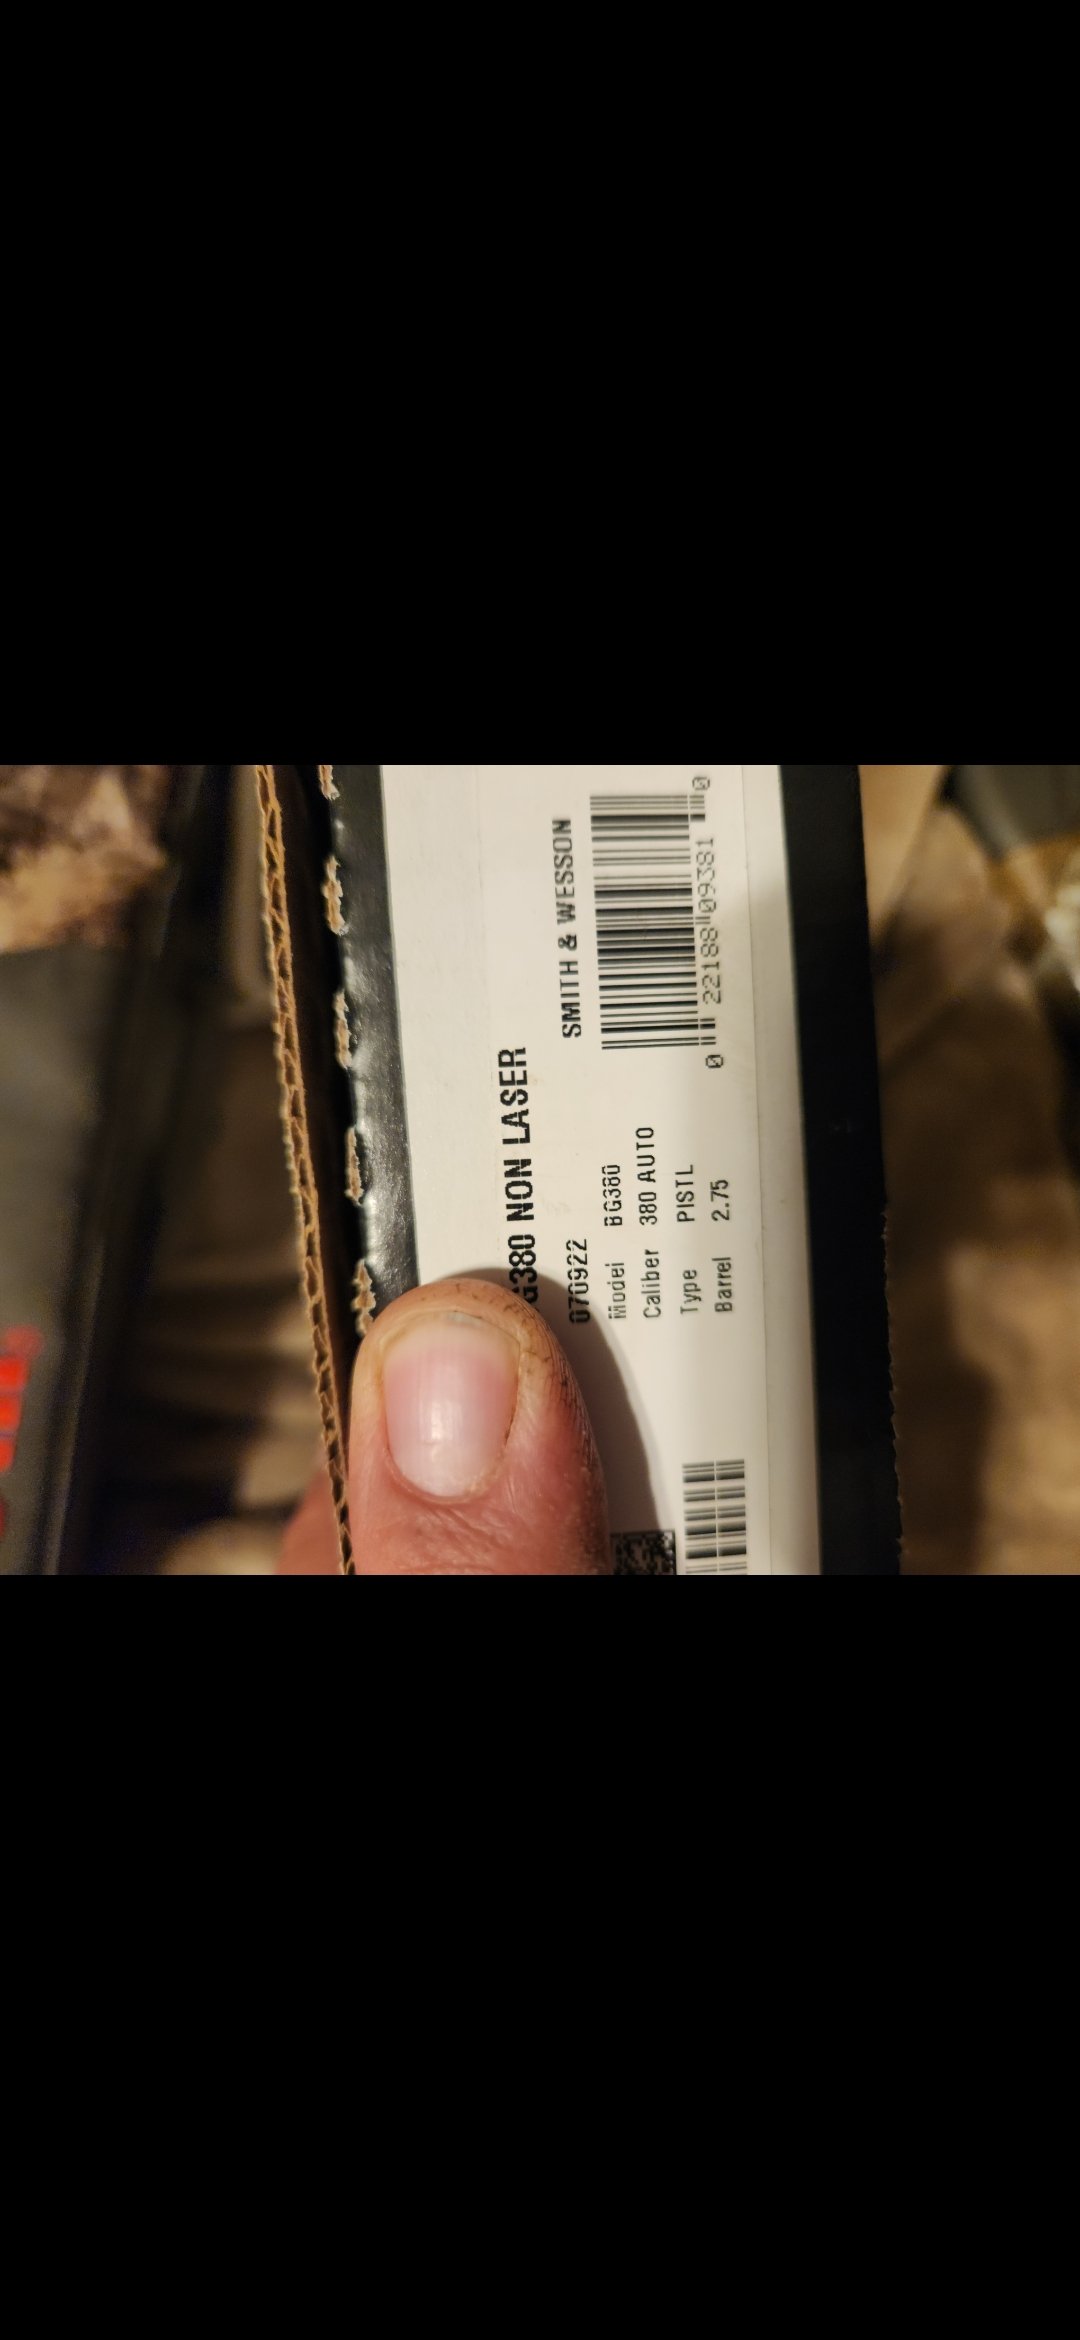 G380 NON LASER
070922
SMITH & WESSON
Model BG380
Caliber 380 AUTO
Type PISTL
Barrel 2.75
0 22188 09381 0